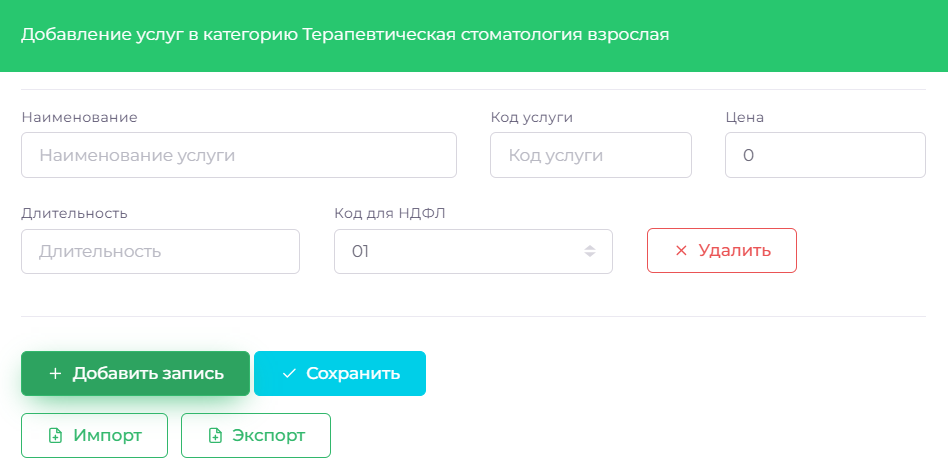 Добавление услуг в категорию Терапевтическая стоматология взрослая
Наименование Код услуги Цена
Наименование услуги Код услуги 0
Длительность Код для НДФЛ
Длительность 01 Удалить
Добавить запись Сохранить
Импорт Экспорт